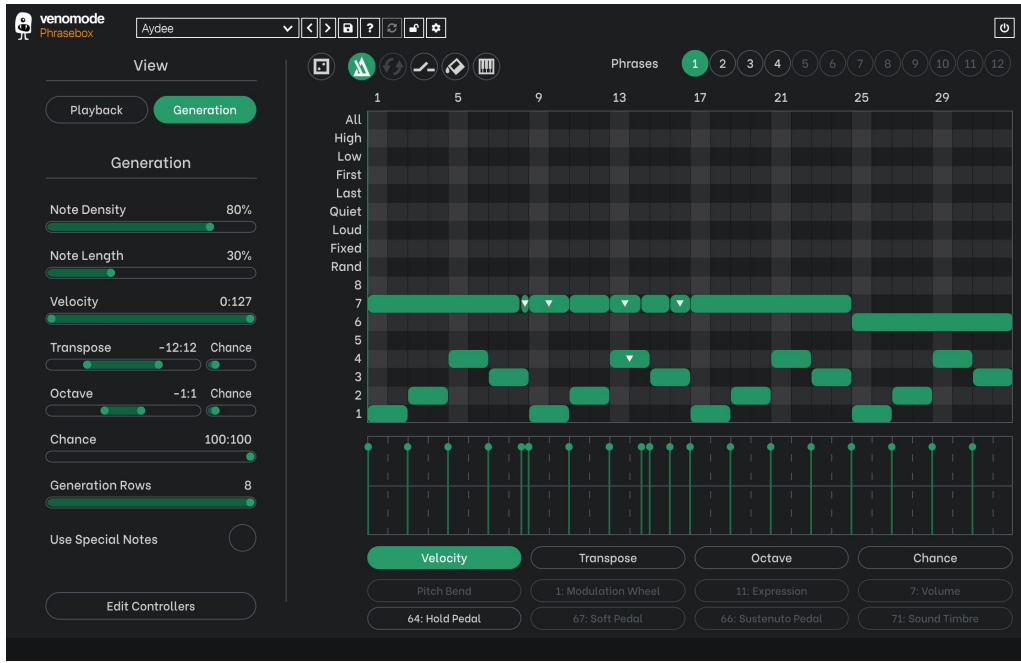 venomode
Phrasebox
Aydee
?
View
Phrases 1 2 3 4 5 6 7 8 9 10 11 12
Playback Generation
1 5 9 13 17 21 25 29
Generation
All
High
Low
First
Last
Quiet
Loud
Fixed
Rand
8
7
6
5
4
3
2
1
Note Density 80%
Note Length 30%
Velocity 0:127
Transpose -12:12 Chance
Octave -1:1 Chance
Chance 100:100
Generation Rows 8
Use Special Notes
Edit Controllers
Velocity Transpose Octave Chance
Pitch Bend 1: Modulation Wheel 11: Expression 7: Volume
64: Hold Pedal 67: Soft Pedal 66: Sustenuto Pedal 71: Sound Timbre